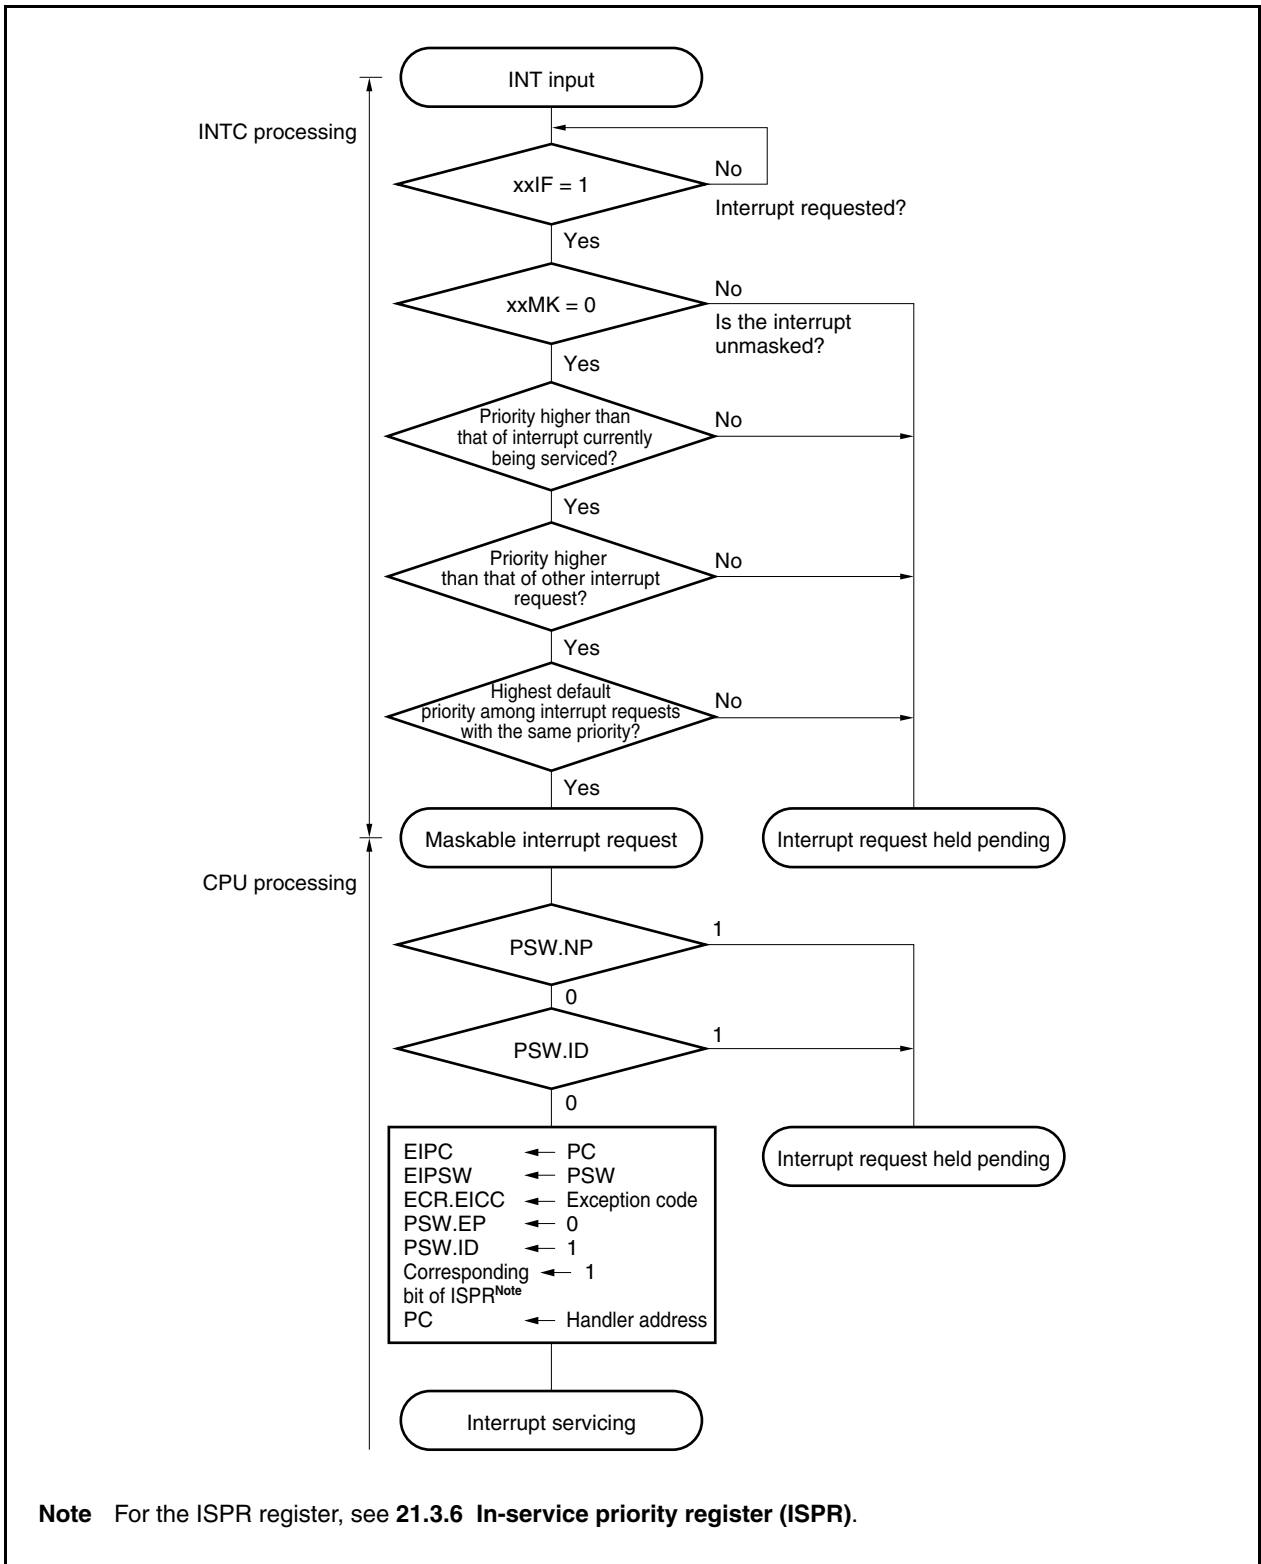 INT input
INTC processing
xxIF = 1
No
Interrupt requested?
Yes
xxMK = 0
No
Is the interrupt
unmasked?
Yes
Priority higher than
that of interrupt currently
being serviced?
No
Yes
Priority higher
than that of other interrupt
request?
No
Yes
Highest default
priority among interrupt requests
with the same priority?
No
Yes
Maskable interrupt request
Interrupt request held pending
CPU processing
PSW.NP
1
0
PSW.ID
1
0
EIPC ← PC
EIPSW ← PSW
ECR.EICC ← Exception code
PSW.EP ← 0
PSW.ID ← 1
Corresponding ← 1
bit of ISPRNote
PC ← Handler address
Interrupt request held pending
Interrupt servicing
Note For the ISPR register, see 21.3.6 In-service priority register (ISPR).